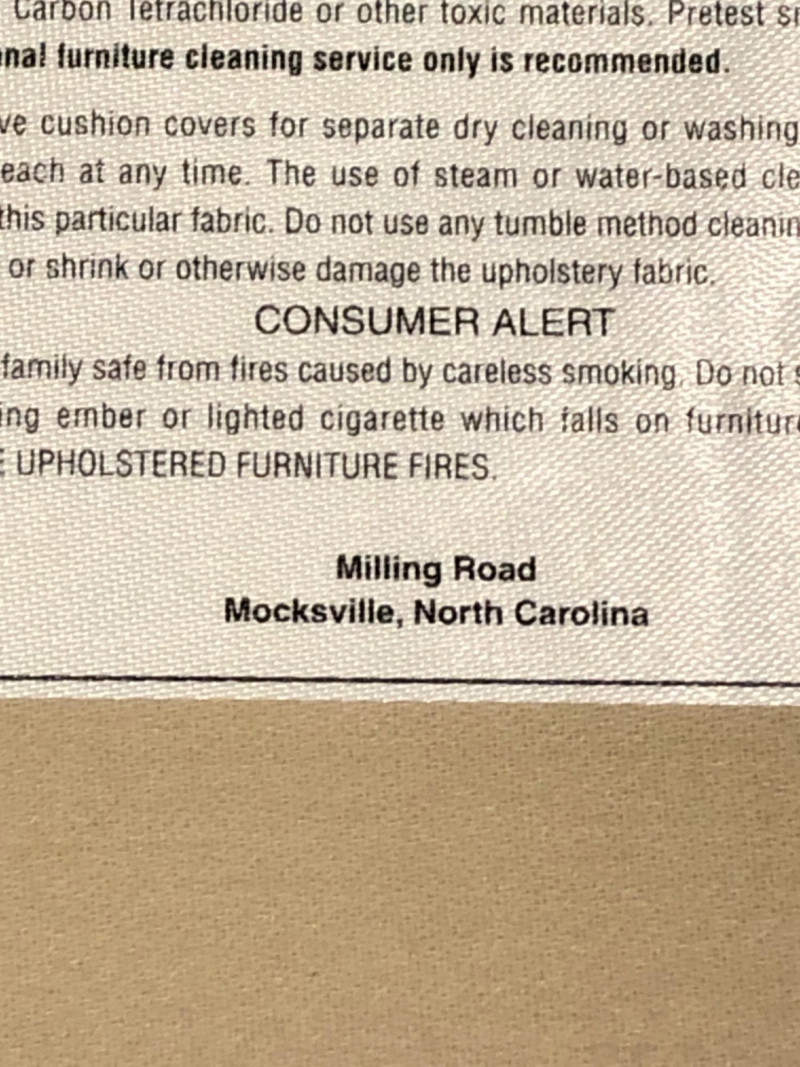 Carbon Tetrachloride or other toxic materials. Pretest
nal furniture cleaning service only is recommended.
ve cushion covers for separate dry cleaning or washing
each at any time. The use of steam or water-based cle
this particular fabric. Do not use any tumble method cleanin
or shrink or otherwise damage the upholstery fabric.
CONSUMER ALERT
family safe from fires caused by careless smoking. Do not s
ing ember or lighted cigarette which falls on furniture
E UPHOLSTERED FURNITURE FIRES.
Milling Road
Mocksville, North Carolina